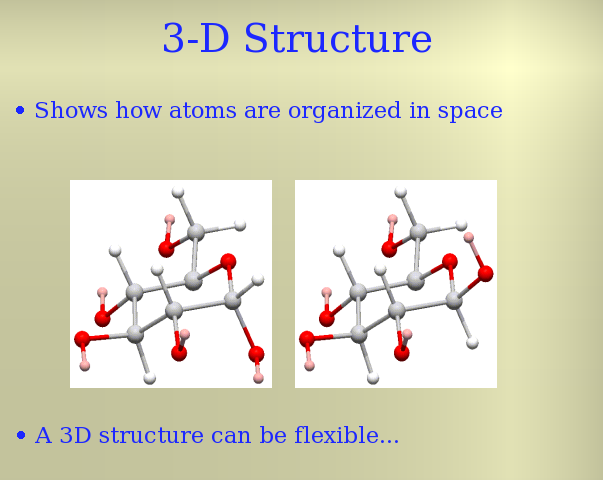 3-D Structure
• Shows how atoms are organized in space
• A 3D structure can be flexible...